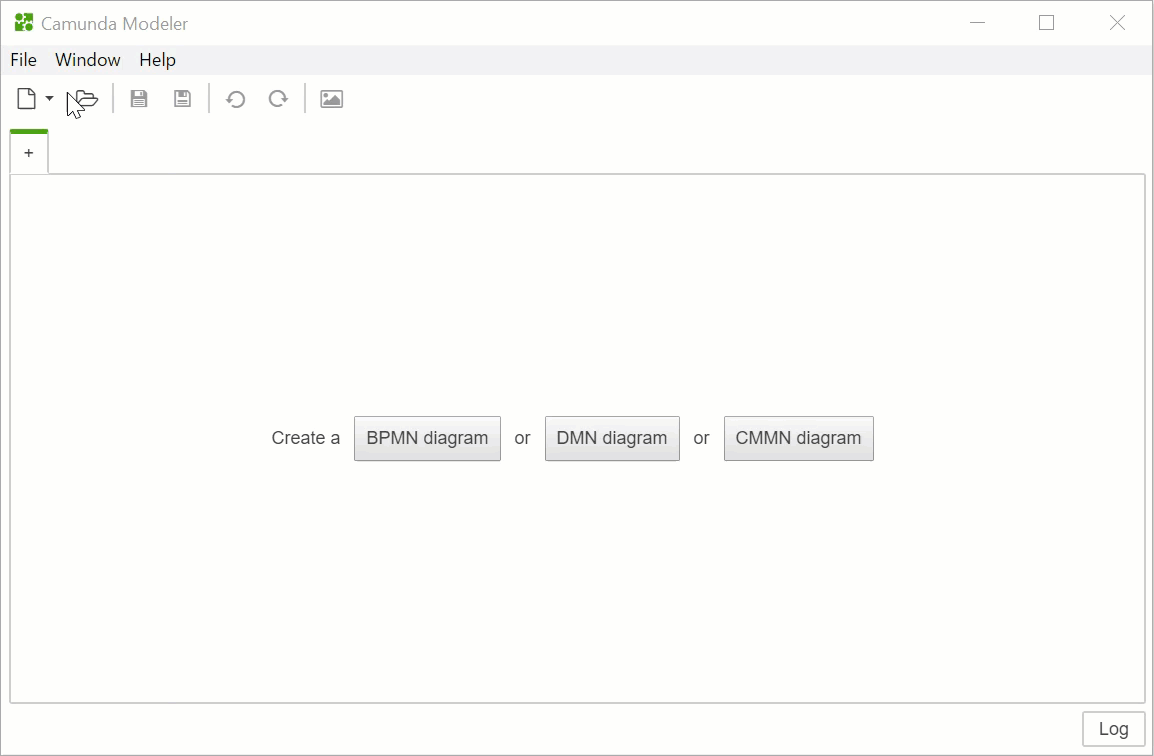 Camunda Modeler
File Window Help
+
Create a BPMN diagram or DMN diagram or CMMN diagram
Log